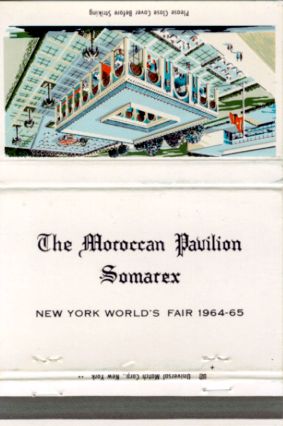 Please Close Cover Before Striking
The Moroccan Pavilion
Somarex
NEW YORK WORLD'S FAIR 1964-65
Universal Match Corp., New York